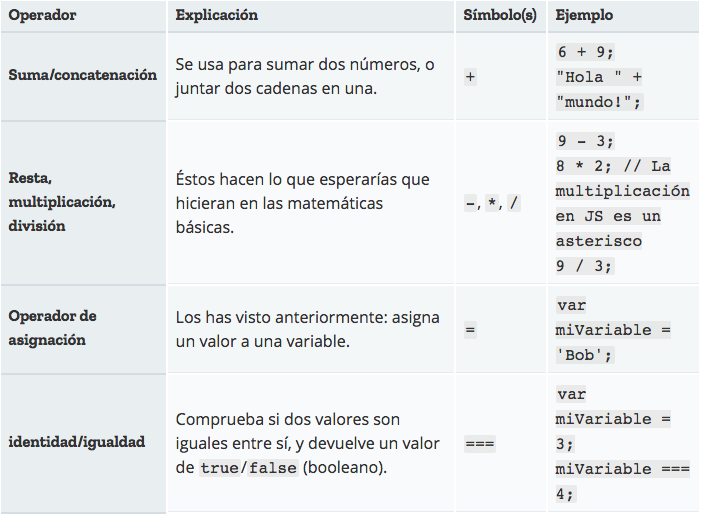 Operador Explicación Símbolo(s) Ejemplo
Suma/concatenación
Se usa para sumar dos números, o
juntar dos cadenas en una.
+
6 + 9;
"Hola " +
"mundo!";
Resta,
multiplicación,
división
Éstos hacen lo que esperarías que
hicieran en las matemáticas
básicas.
-, *, /
9 - 3;
8 * 2; // La
multiplicación
en JS es un
asterisco
9 / 3;
Operador de
asignación
Los has visto anteriormente: asigna
un valor a una variable.
=
var
miVariable =
'Bob';
identidad/igualdad
Comprueba si dos valores son
iguales entre sí, y devuelve un valor
de true/false (booleano).
===
var
miVariable =
3;
miVariable ===
4;